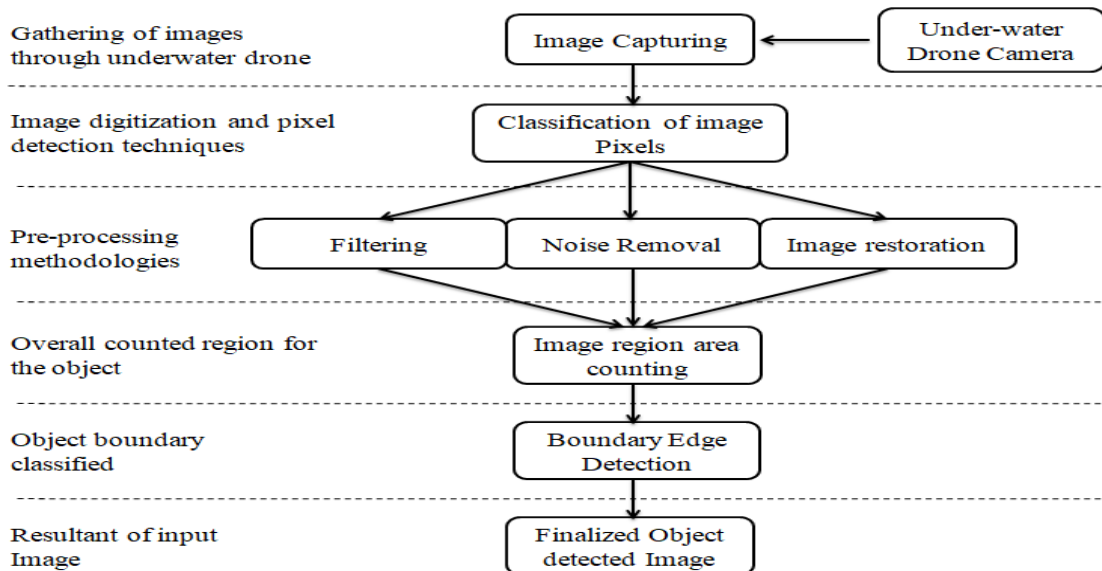 Gathering of images
through underwater drone
Image Capturing
Under-water
Drone Camera
Image digitization and pixel
detection techniques
Classification of image
Pixels
Pre-processing
methodologies
Filtering
Noise Removal
Image restoration
Overall counted region for
the object
Image region area
counting
Object boundary
classified
Boundary Edge
Detection
Resultant of input
Image
Finalized Object
detected Image